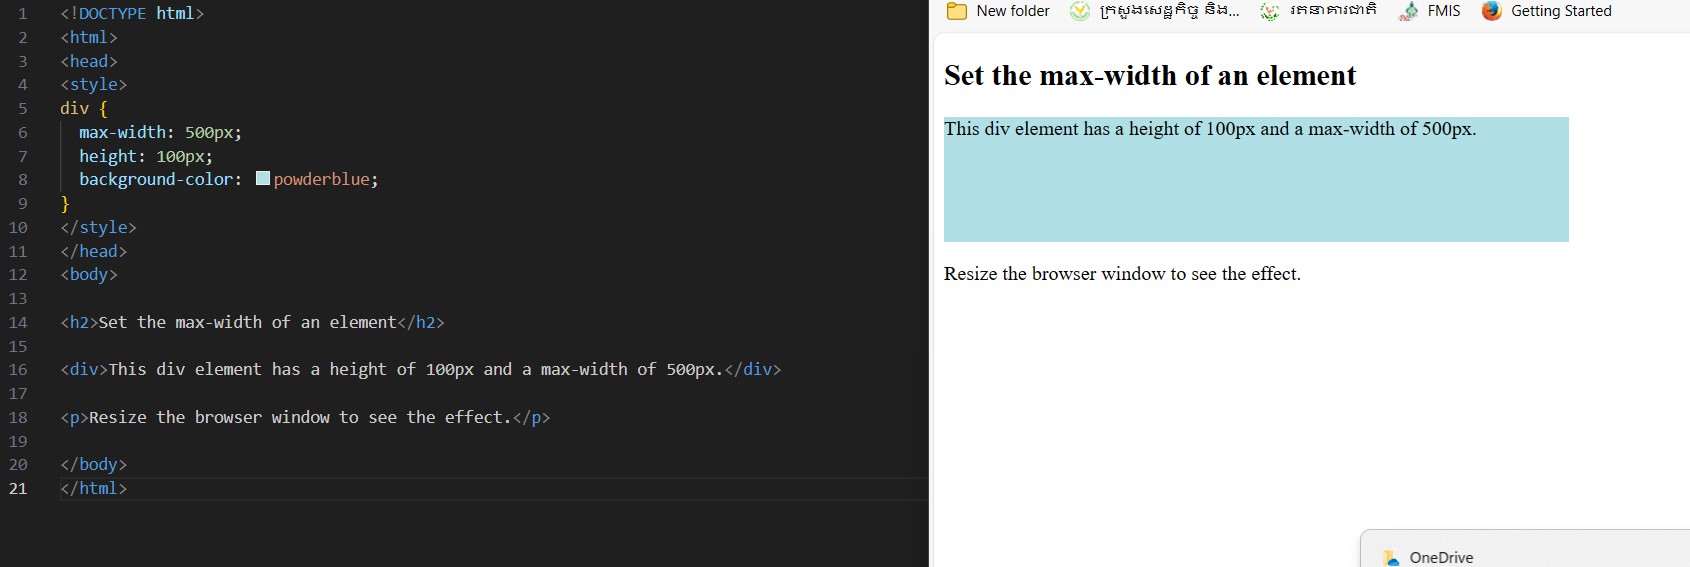 1 <!DOCTYPE html>
2 <html>
3 <head>
4 <style>
5 div {
6 max-width: 500px;
7 height: 100px;
8 background-color: powderblue;
9 }
10 </style>
11 </head>
12 <body>
13
14 <h2>Set the max-width of an element</h2>
15
16 <div>This div element has a height of 100px and a max-width of 500px.</div>
17
18 <p>Resize the browser window to see the effect.</p>
19
20 </body>
21 </html>
New folder ក្រសួងសេដ្ឋកិច្ច និង... រតនាគារជាតិ FMIS Getting Started
Set the max-width of an element
This div element has a height of 100px and a max-width of 500px.
Resize the browser window to see the effect.
OneDrive